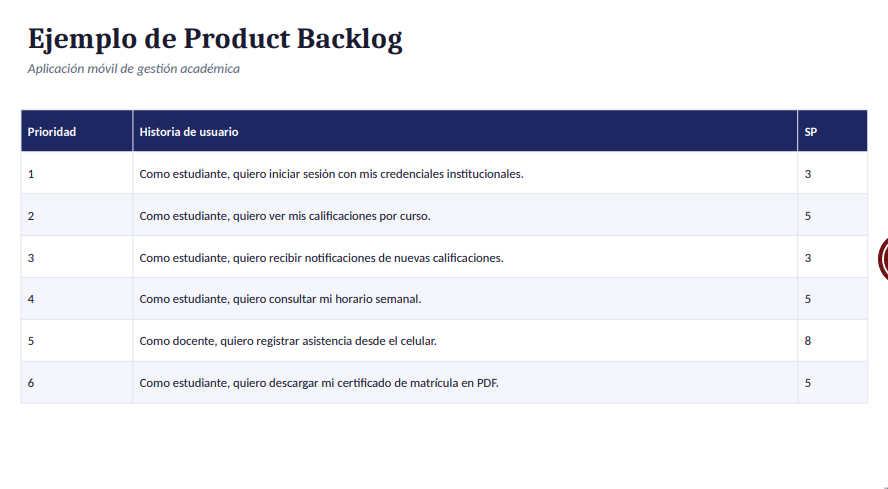 Ejemplo de Product Backlog
Aplicación móvil de gestión académica
Prioridad Historia de usuario SP
1 Como estudiante, quiero iniciar sesión con mis credenciales institucionales. 3
2 Como estudiante, quiero ver mis calificaciones por curso. 5
3 Como estudiante, quiero recibir notificaciones de nuevas calificaciones. 3
4 Como estudiante, quiero consultar mi horario semanal. 5
5 Como docente, quiero registrar asistencia desde el celular. 8
6 Como estudiante, quiero descargar mi certificado de matrícula en PDF. 5